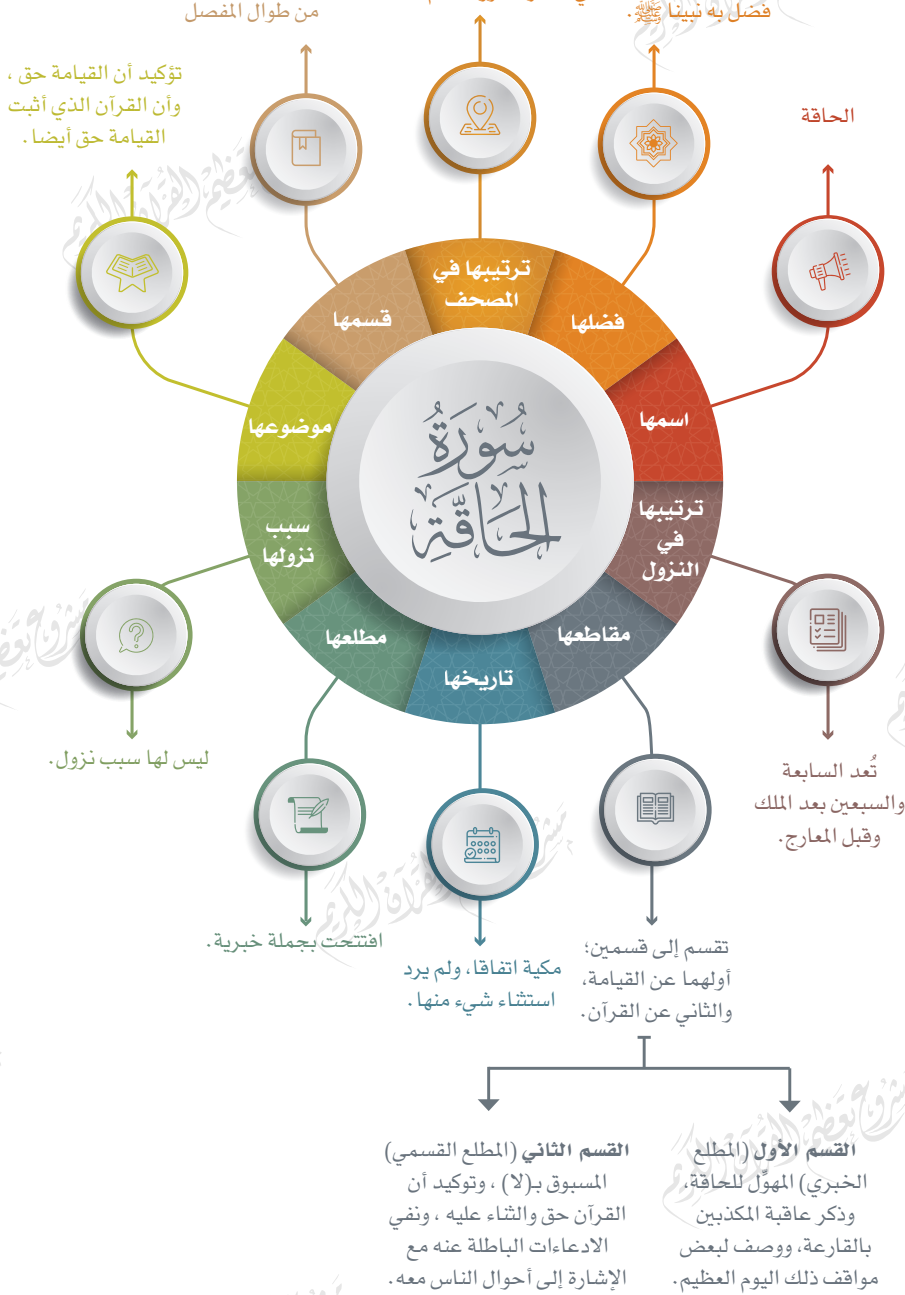 من طوال المفصل
فضل به نبينا ﷺ.
تؤكيد أن القيامة حق ،
وأن القرآن الذي أثبت
القيامة حق أيضا.
الحاقة
ترتيبها في
المصحف
فضلها
قسمها
اسمها
موضوعها
سُورَةُ
الحَاقَّةِ
ترتيبها
في
النزول
سبب
نزولها
مقاطعها
مطلعها
تاريخها
ليس لها سبب نزول.
تُعد السابعة
والسبعين بعد الملك
وقبل المعارج.
افتتحت بجملة خبرية.
مكية اتفاقا، ولم يرد
استثناء شيء منها.
تقسم إلى قسمين؛
أولهما عن القيامة،
والثاني عن القرآن.
القسم الأول (المطلع
الخبري) المهوِّل للحاقة،
وذكر عاقبة المكذبين
بالقارعة، ووصف لبعض
مواقف ذلك اليوم العظيم.
القسم الثاني (المطلع القسمي)
المسبوق بـ(لا) ، وتوكيد أن
القرآن حق والثناء عليه ، ونفي
الادعاءات الباطلة عنه مع
الإشارة إلى أحوال الناس معه.